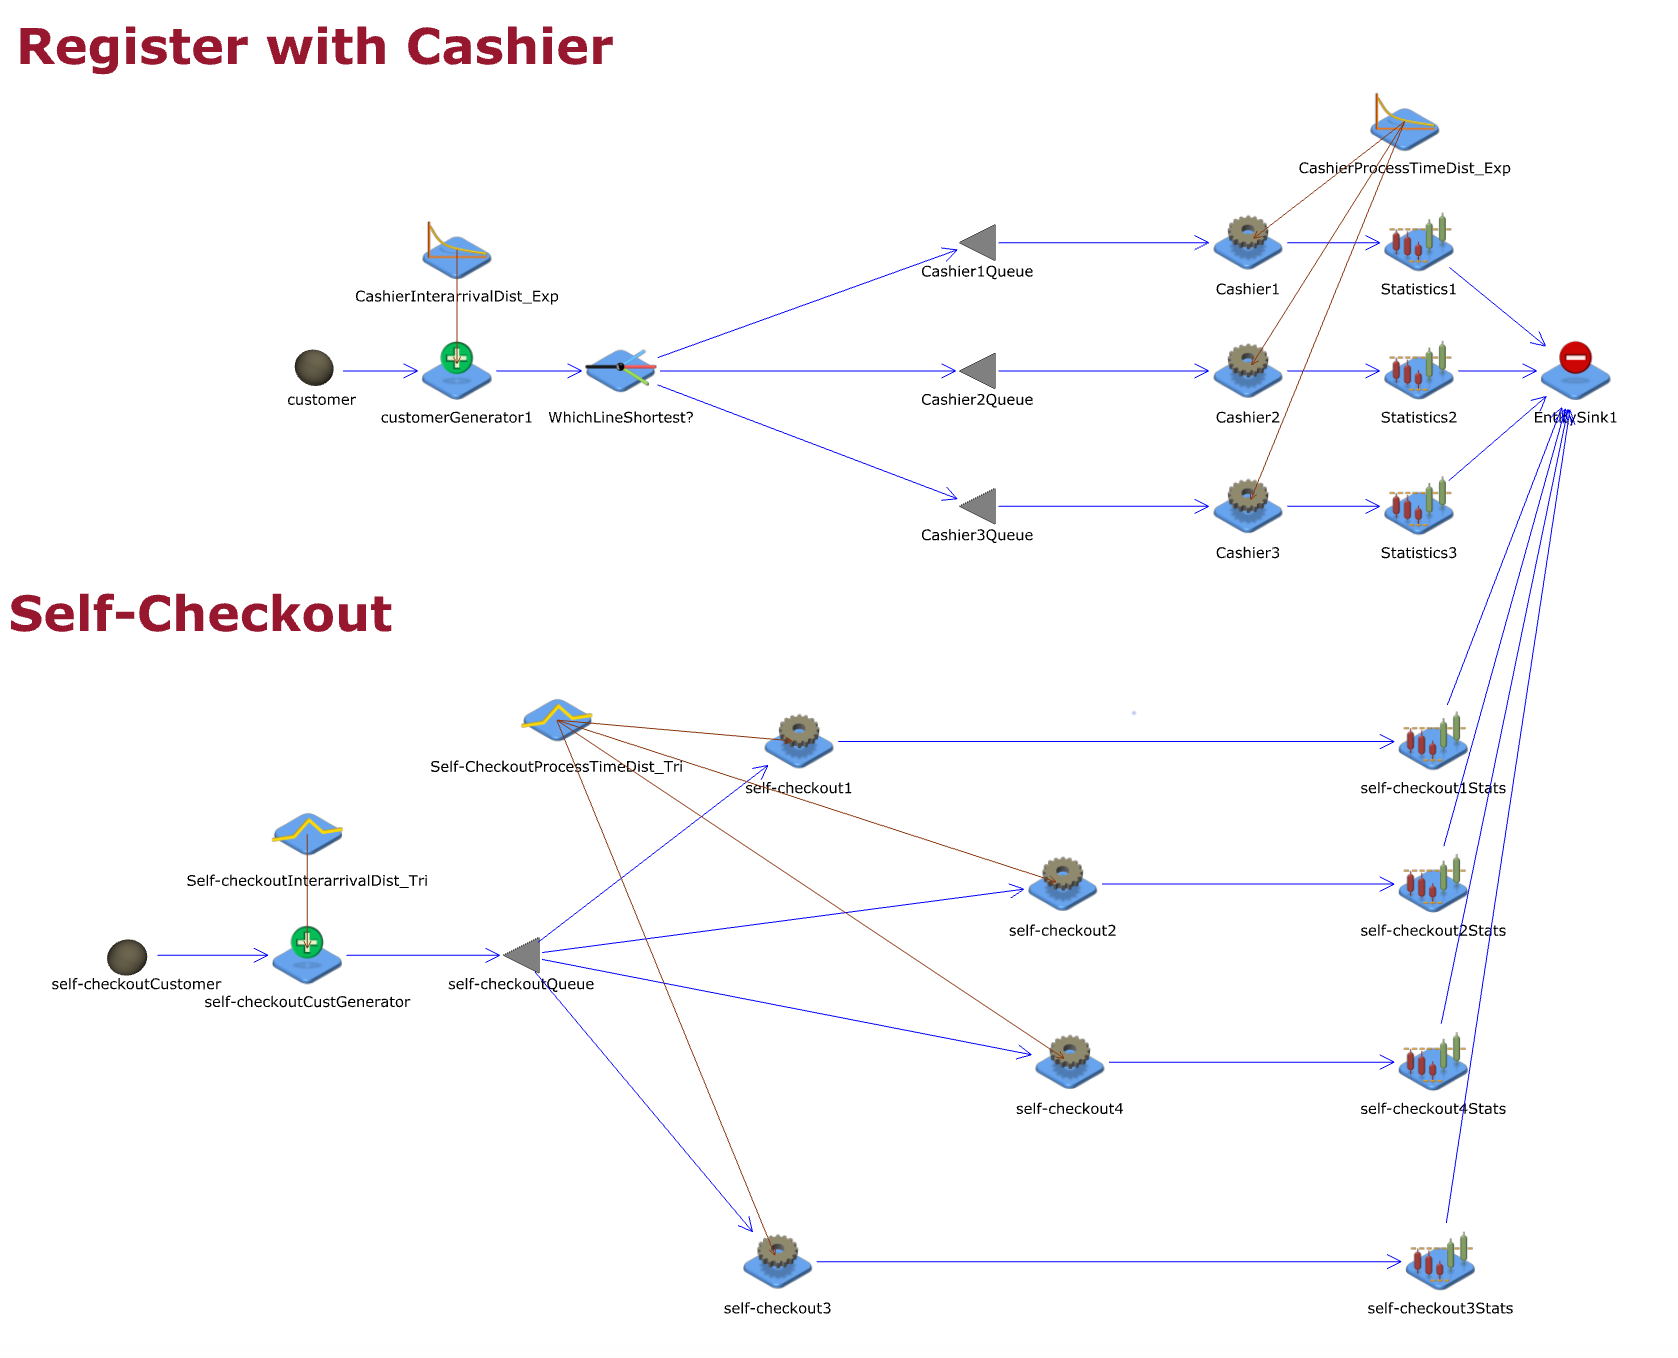 Register with Cashier
CashierProcessTimeDist_Exp
CashierInterarrivalDist_Exp
Cashier1Queue
Cashier1
Statistics1
customer
customerGenerator1
WhichLineShortest?
Cashier2Queue
Cashier2
Statistics2
EntitySink1
Cashier3Queue
Cashier3
Statistics3
Self-Checkout
Self-CheckoutProcessTimeDist_Tri
self-checkout1
self-checkout1Stats
Self-checkoutInterarrivalDist_Tri
self-checkout2
self-checkout2Stats
self-checkoutCustomer
self-checkoutCustGenerator
self-checkoutQueue
self-checkout4
self-checkout4Stats
self-checkout3
self-checkout3Stats